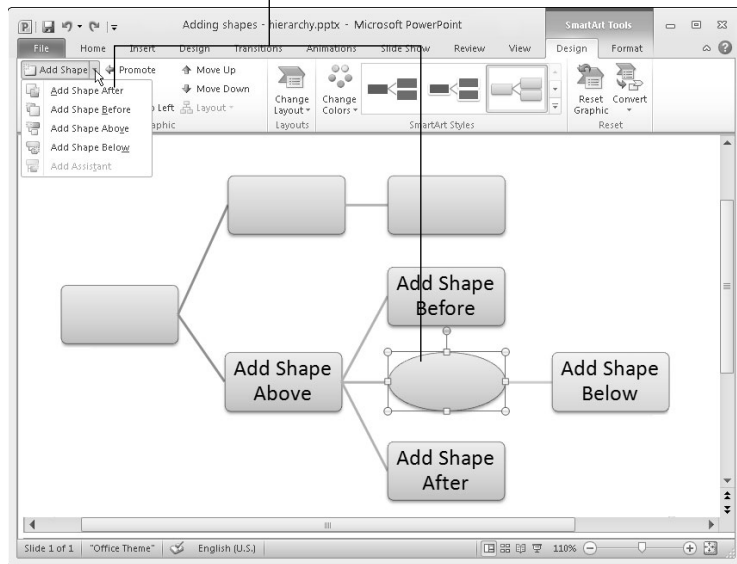 Adding shapes - hierarchy.pptx - Microsoft PowerPoint
SmartArt Tools
File Home Insert Design Transitions Animations Slide Show Review View Design Format
Add Shape Promote Move Up
Add Shape After Move Down
Add Shape Before Left Layout
Add Shape Above aphic
Add Shape Below
Add Assistant
Change Layout
Change Colors
Reset Graphic
Convert
Layouts SmartArt Styles Reset
Add Shape
Before
Add Shape
Above
Add Shape
Below
Add Shape
After
Slide 1 of 1 "Office Theme" English (U.S.) 110%